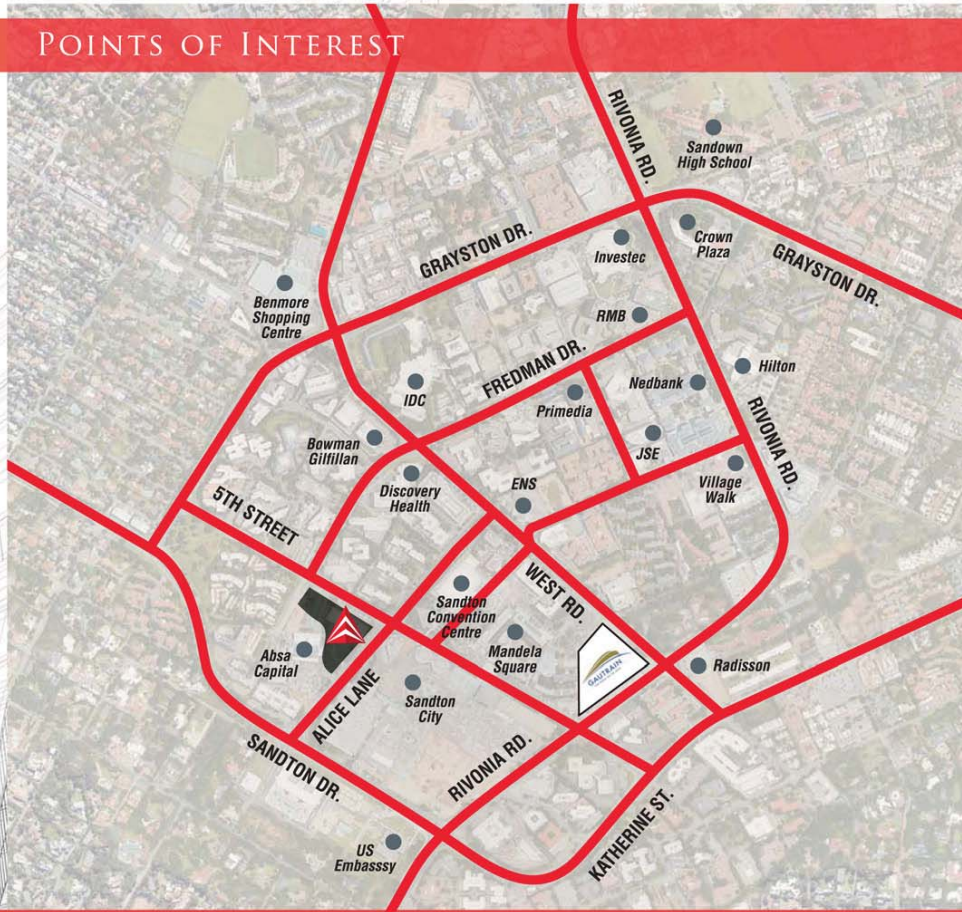 POINTS OF INTEREST
RIVONIA RD.
Sandown
High School
GRAYSTON DR.
Investec
Crown
Plaza
GRAYSTON DR.
Benmore
Shopping
Centre
RMB
FREDMAN DR.
Hilton
Nedbank
IDC
Primedia
RIVONIA RD.
Bowman
Gilfillan
JSE
Discovery
Health
ENS
Village
Walk
5TH STREET
WEST RD.
Sandton
Convention
Centre
Mandela
Square
GAUTRAIN
Radisson
Absa
Capital
ALICE LANE
Sandton
City
SANDTON DR.
RIVONIA RD.
KATHERINE ST.
US
Embasssy